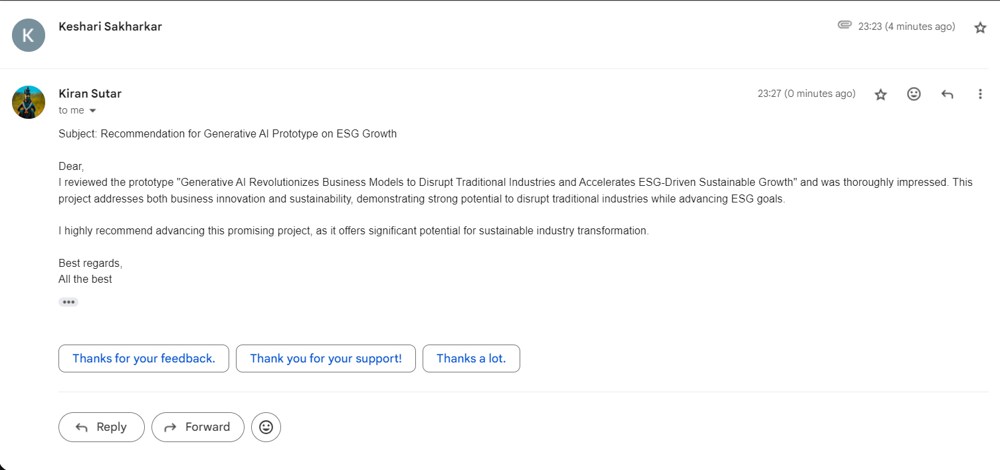 K
Keshari Sakharkar
23:23 (4 minutes ago)
Kiran Sutar
23:27 (0 minutes ago)
to me
Subject: Recommendation for Generative AI Prototype on ESG Growth
Dear,
I reviewed the prototype "Generative AI Revolutionizes Business Models to Disrupt Traditional Industries and Accelerates ESG-Driven Sustainable Growth" and was thoroughly impressed. This
project addresses both business innovation and sustainability, demonstrating strong potential to disrupt traditional industries while advancing ESG goals.
I highly recommend advancing this promising project, as it offers significant potential for sustainable industry transformation.
Best regards,
All the best
Thanks for your feedback.
Thank you for your support!
Thanks a lot.
Reply
Forward